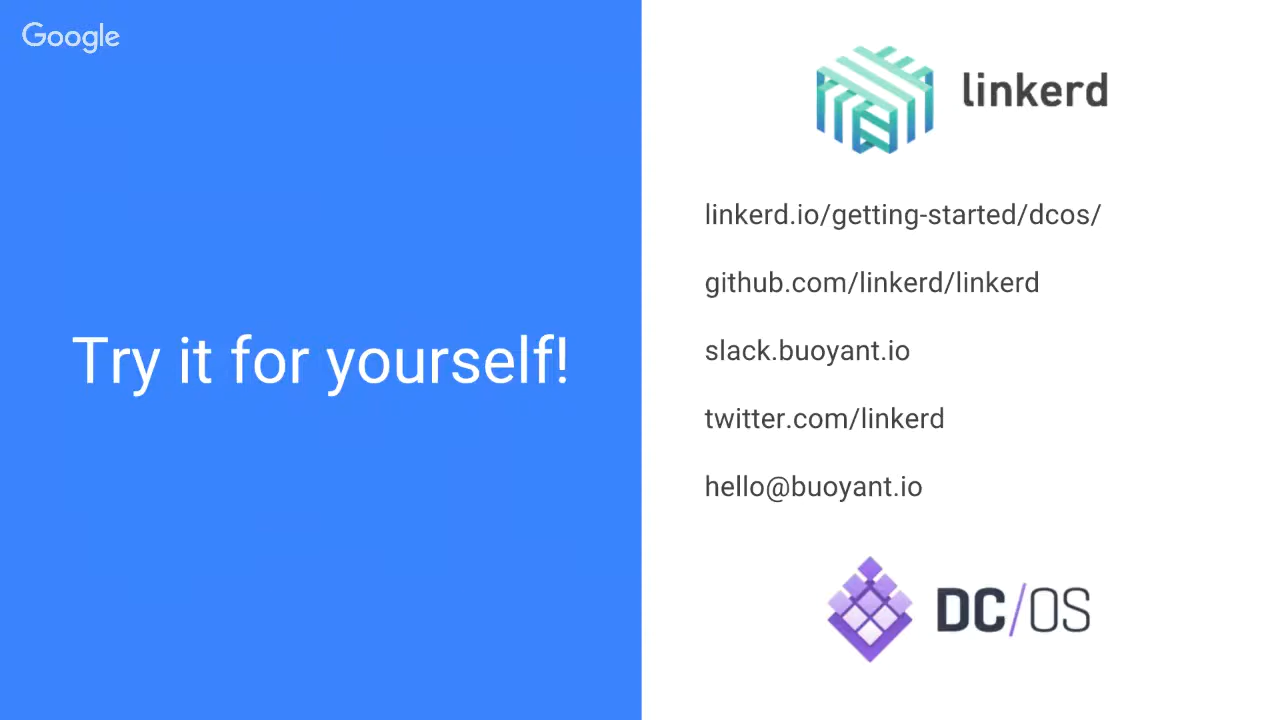 Google
Try it for yourself!
linkerd
linkerd.io/getting-started/dcos/
github.com/linkerd/linkerd
slack.buoyant.io
twitter.com/linkerd
hello@buoyant.io
DC/OS